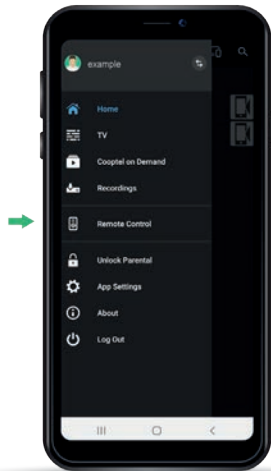 example
Home
TV
Cooptel on Demand
Recordings
Remote Control
Unlock Parental
App Settings
About
Log Out